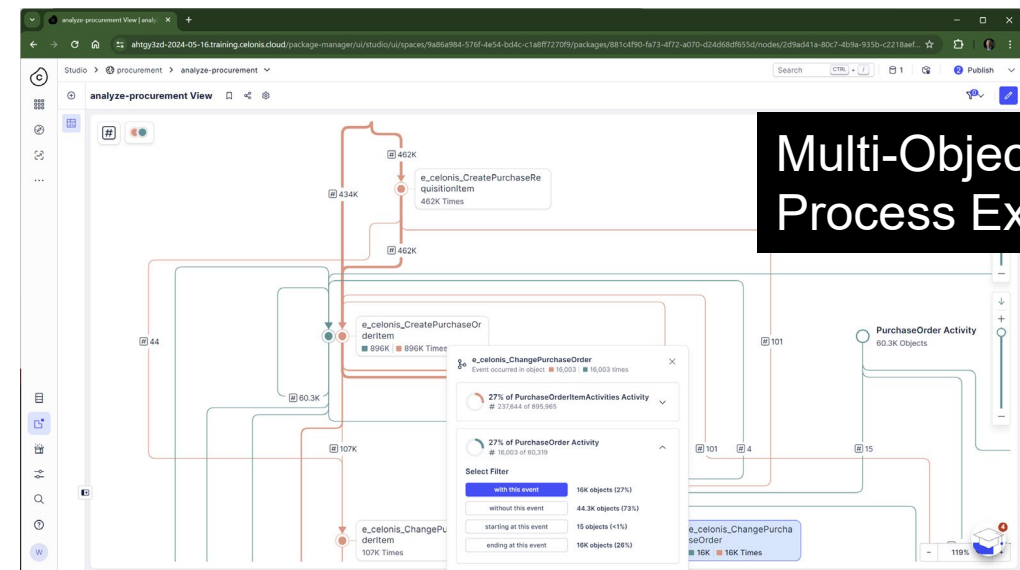 analyze-procurement View | analy
ahtgy3zd-2024-05-16.training.celonis.cloud/package-manager/ui/studio/ui/spaces/9a86a984-576f-4e54-bd4c-c1a8ff7270f9/packages/881c4f90-fa73-4f72-a070-d24d68df655d/nodes/2d9ad41a-80c7-4b9a-935b-c2218aef...
Studio > procurement > analyze-procurement
Search CTRL + /
1
2 Publish
analyze-procurement View
0
#
Multi-Objec
Process Ex
# 462K
e_celonis_CreatePurchaseRe
quisitionItem
462K Times
# 434K
# 462K
e_celonis_CreatePurchaseOr
derItem
896K 896K Times
# 44
# 101
PurchaseOrder Activity
60.3K Objects
e_celonis_ChangePurchaseOrder
Event occurred in object 16,003 16,003 times
27% of PurchaseOrderItemActivities Activity
# 237,644 of 895,965
# 60.3K
27% of PurchaseOrder Activity
# 16,003 of 60,319
# 107K
# 101
# 4
# 15
Select Filter
with this event 16K objects (27%)
without this event 44.3K objects (73%)
starting at this event 15 objects (<1%)
ending at this event 16K objects (26%)
e_celonis_ChangePu
derItem
107K Times
e_celonis_ChangePurcha
seOrder
16K 16K Times
- 119% +
4
W